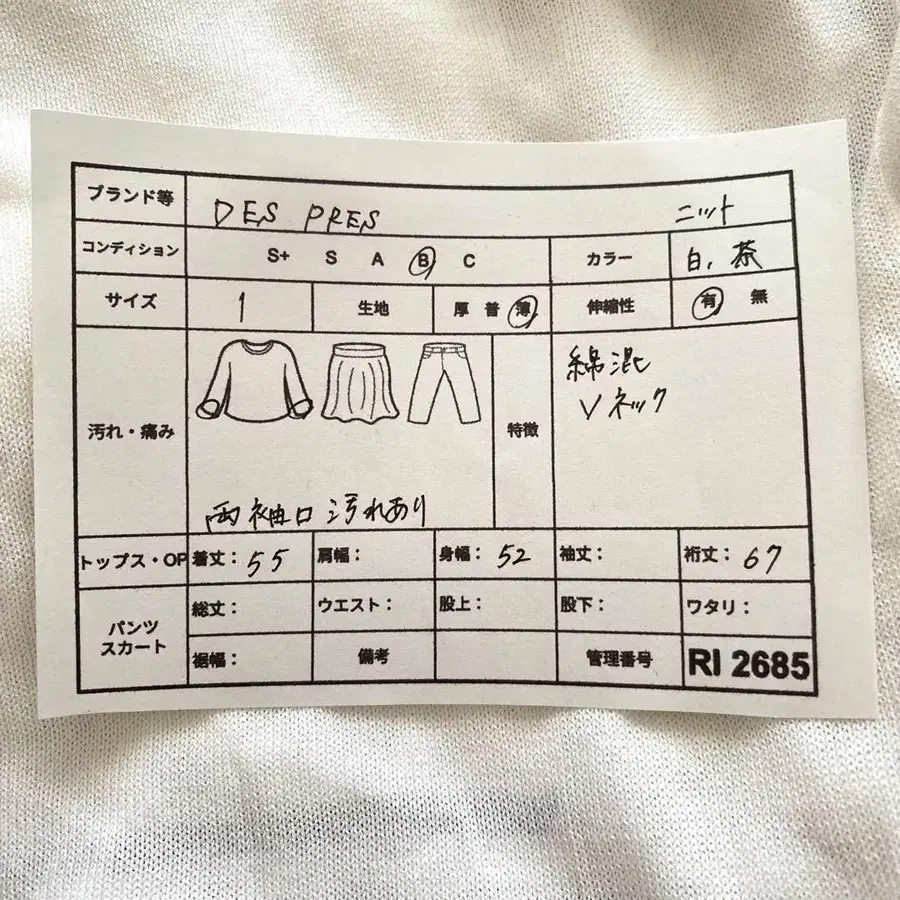 ブランド等 DES PRES ニット
コンディション S+ S A B C カラー 白、茶
サイズ 1 生地 厚 普 薄 伸縮性 有 無
汚れ・痛み 特徴 綿混
Vネック
両袖口汚れあり
トップス・OP 着丈: 55 肩幅: 身幅: 52 袖丈: 裄丈: 67
パンツ
スカート
総丈: ウエスト: 股上: 股下: ワタリ:
裾幅: 備考 管理番号 RI 2685